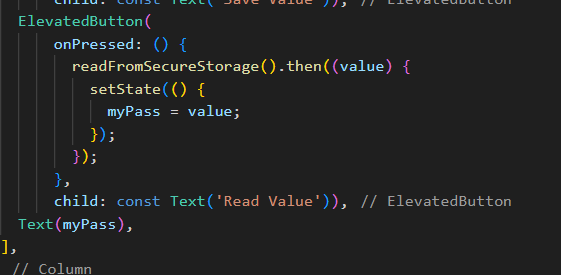 child: const Text('Save Value')), // ElevatedButton
ElevatedButton(
onPressed: () {
readFromSecureStorage().then((value) {
setState(() {
myPass = value;
});
});
},
child: const Text('Read Value')), // ElevatedButton
Text(myPass),
],
// Column